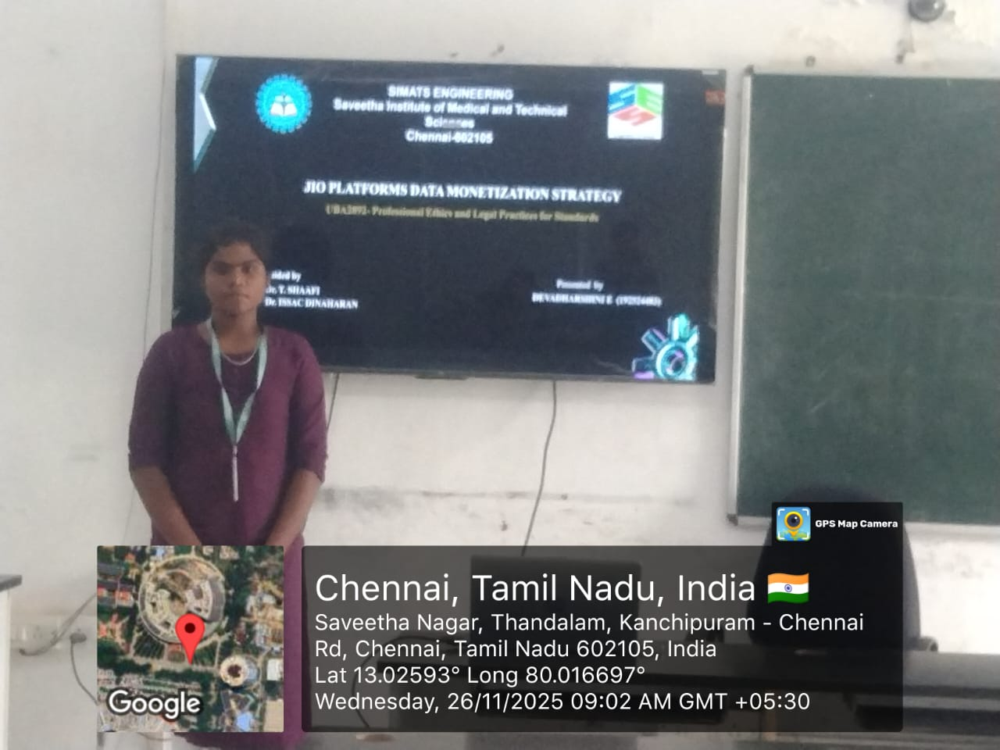 SIMATS ENGINEERING
Saveetha Institute of Medical and Technical
Sciences
Chennai-602105
JIO PLATFORMS DATA MONETIZATION STRATEGY
UBA2892- Professional Ethics and Legal Practices for Standards
ided by
Dr. T. SHAAFI
Dr. ISSAC DINAHARAN
Presented by
DEVADHARSHINI E
GPS Map Camera
Chennai, Tamil Nadu, India
Saveetha Nagar, Thandalam, Kanchipuram - Chennai
Rd, Chennai, Tamil Nadu 602105, India
Lat 13.02593° Long 80.016697°
Wednesday, 26/11/2025 09:02 AM GMT +05:30
Google